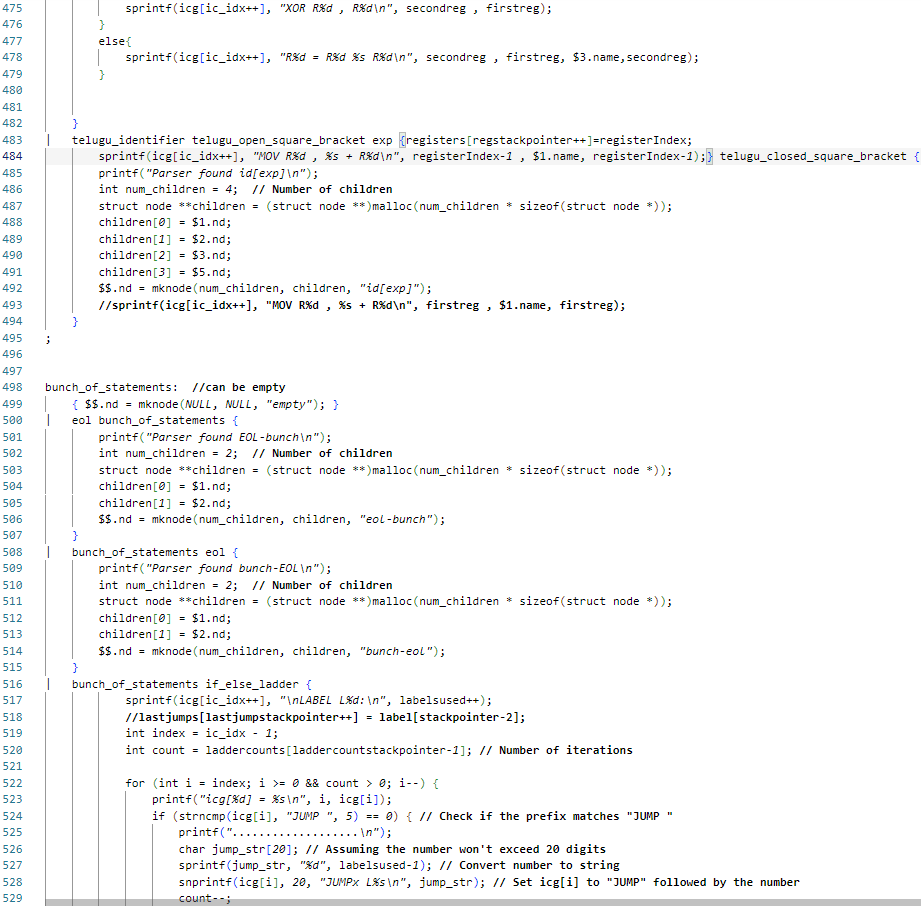 475 sprintf(icg[ic_idx++], "XOR R%d , R%d\n", secondreg , firstreg);
476 }
477 else{
478 sprintf(icg[ic_idx++], "R%d = R%d %s R%d\n", secondreg , firstreg, $3.name,secondreg);
479 }
480
481
482 }
483 | telugu_identifier telugu_open_square_bracket exp {registers[regstackpointer++]=registerIndex;
484 sprintf(icg[ic_idx++], "MOV R%d , %s + R%d\n", registerIndex-1 , $1.name, registerIndex-1);} telugu_closed_square_bracket {
485 printf("Parser found id[exp]\n");
486 int num_children = 4; // Number of children
487 struct node **children = (struct node **)malloc(num_children * sizeof(struct node *));
488 children[0] = $1.nd;
489 children[1] = $2.nd;
490 children[2] = $3.nd;
491 children[3] = $5.nd;
492 $$.nd = mknode(num_children, children, "id[exp]");
493 //sprintf(icg[ic_idx++], "MOV R%d , %s + R%d\n", firstreg , $1.name, firstreg);
494 }
495 ;
496
497
498 bunch_of_statements: //can be empty
499 { $$.nd = mknode(NULL, NULL, "empty"); }
500 | eol bunch_of_statements {
501 printf("Parser found EOL-bunch\n");
502 int num_children = 2; // Number of children
503 struct node **children = (struct node **)malloc(num_children * sizeof(struct node *));
504 children[0] = $1.nd;
505 children[1] = $2.nd;
506 $$.nd = mknode(num_children, children, "eol-bunch");
507 }
508 | bunch_of_statements eol {
509 printf("Parser found bunch-EOL\n");
510 int num_children = 2; // Number of children
511 struct node **children = (struct node **)malloc(num_children * sizeof(struct node *));
512 children[0] = $1.nd;
513 children[1] = $2.nd;
514 $$.nd = mknode(num_children, children, "bunch-eol");
515 }
516 | bunch_of_statements if_else_ladder {
517 sprintf(icg[ic_idx++], "\nLABEL L%d:\n", labelsused++);
518 //lastjumps[lastjumpstackpointer++] = label[stackpointer-2];
519 int index = ic_idx - 1;
520 int count = laddercounts[laddercountstackpointer-1]; // Number of iterations
521
522 for (int i = index; i >= 0 && count > 0; i--) {
523 printf("icg[%d] = %s\n", i, icg[i]);
524 if (strncmp(icg[i], "JUMP ", 5) == 0) { // Check if the prefix matches "JUMP "
525 printf("...................\n");
526 char jump_str[20]; // Assuming the number won't exceed 20 digits
527 sprintf(jump_str, "%d", labelsused-1); // Convert number to string
528 snprintf(icg[i], 20, "JUMPx L%s\n", jump_str); // Set icg[i] to "JUMP" followed by the number
529 count--;